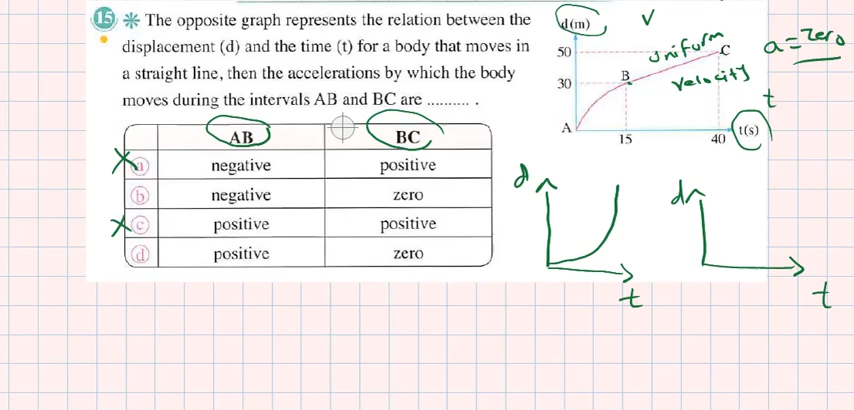 15 * The opposite graph represents the relation between the
displacement (d) and the time (t) for a body that moves in
a straight line, then the accelerations by which the body
moves during the intervals AB and BC are .......... .
AB BC
a negative positive
b negative zero
c positive positive
d positive zero
d(m)
V
50
30
A
B
C
15
40
t(s)
uniform
velocity
a = zero
t
d
t
d
t